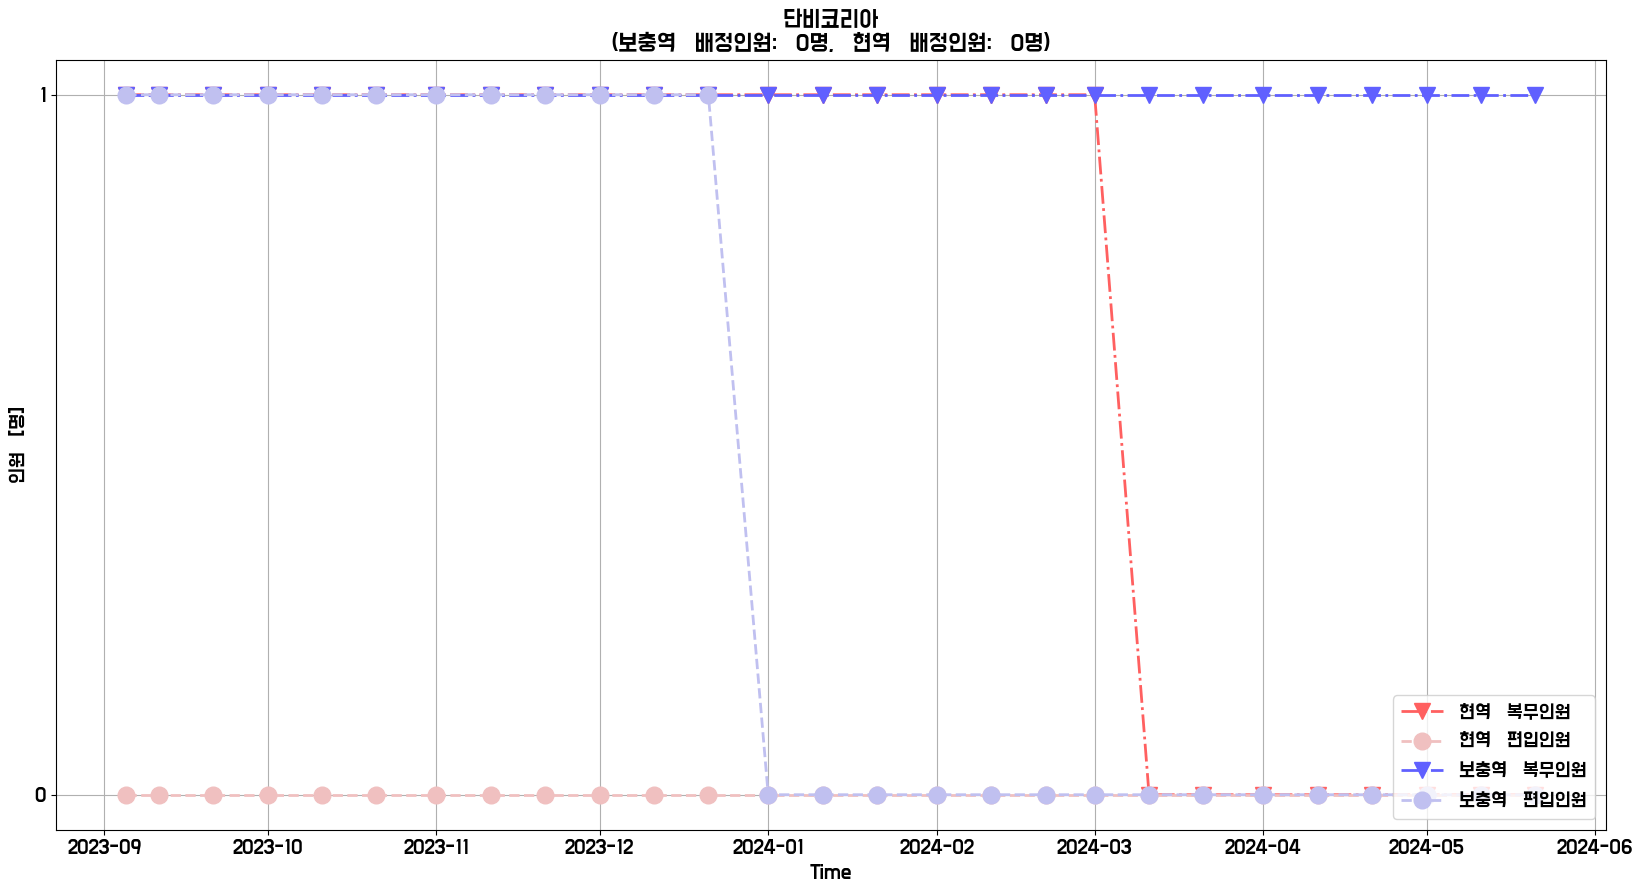 단비코리아
(보충역 배정인원: 0명, 현역 배정인원: 0명)
1
인원 [명]
0
현역 복무인원
현역 편입인원
보충역 복무인원
보충역 편입인원
2023-09 2023-10 2023-11 2023-12 2024-01 2024-02 2024-03 2024-04 2024-05 2024-06
Time